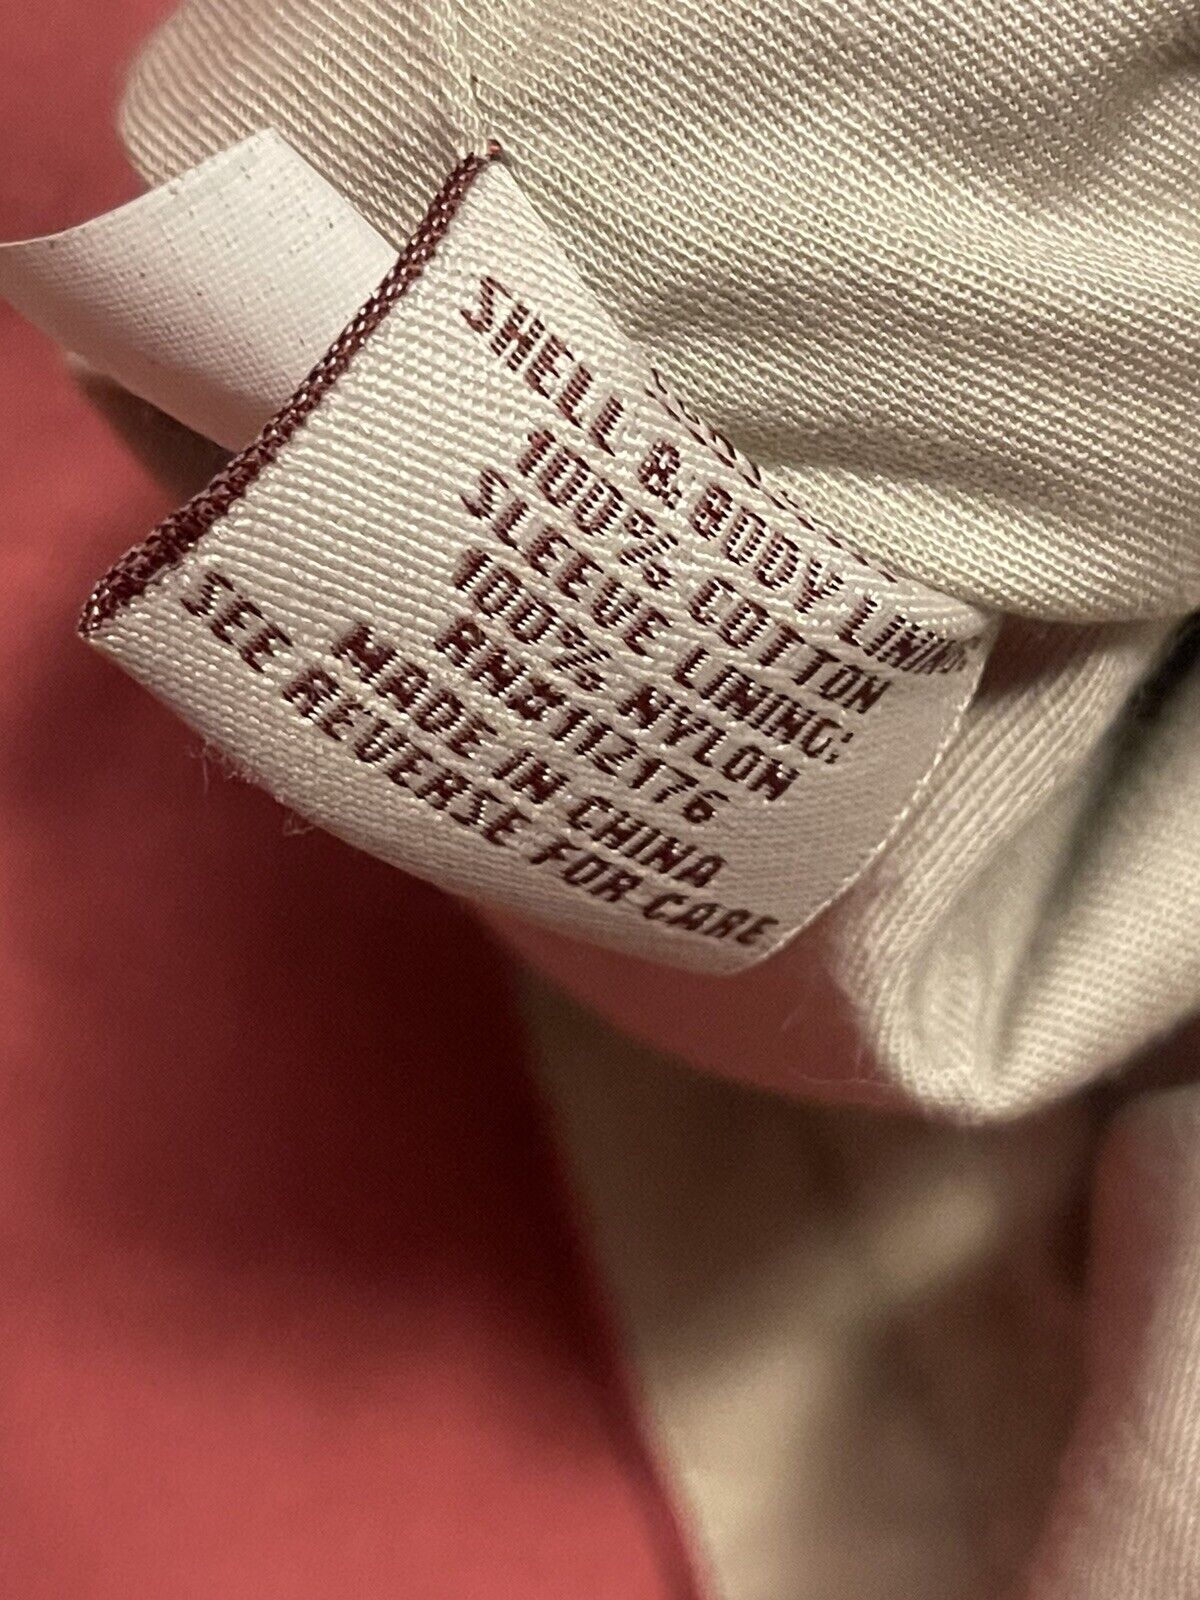 SHELL & BODY LINING:
100% COTTON
SLEEVE LINING:
100% NYLON
RN#112176
MADE IN CHINA
SEE REVERSE FOR CARE